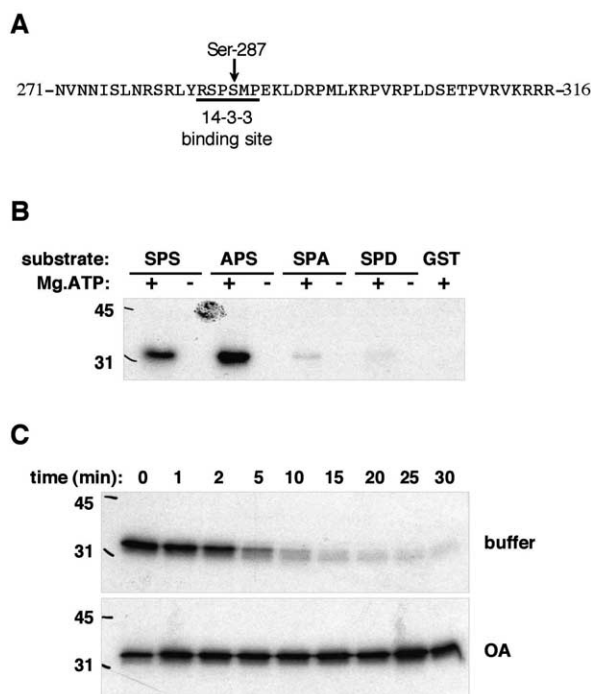 A
Ser-287
271-NVNNISLNRSRLYRSPSMPEKLDRPMLKRPVRPLDSETPVRVKRRR-316
14-3-3
binding site
B
substrate: SPS APS SPA SPD GST
Mg.ATP: + - + - + - + - +
45
31
C
time (min): 0 1 2 5 10 15 20 25 30
45
31
buffer
45
31
OA